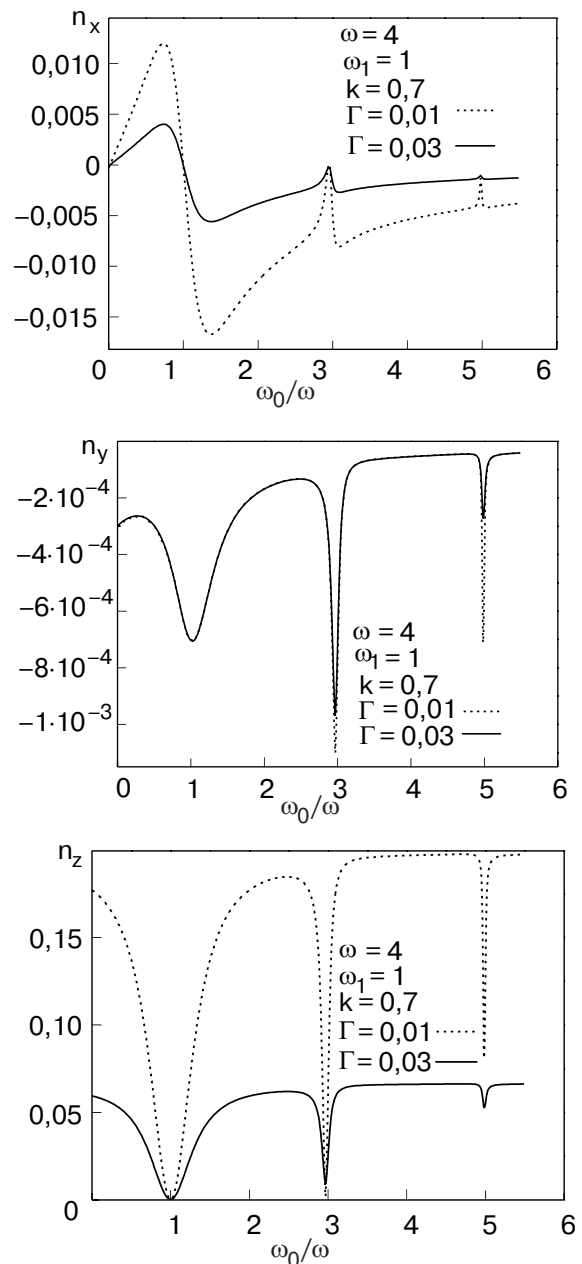 n_x
0,010
0,005
0
−0,005
−0,010
−0,015
ω = 4
ω_1 = 1
k = 0,7
Γ = 0,01
Γ = 0,03
0 1 2 3 4 5 6
ω_0/ω
n_y
−2·10^−4
−4·10^−4
−6·10^−4
−8·10^−4
−1·10^−3
ω = 4
ω_1 = 1
k = 0,7
Γ = 0,01
Γ = 0,03
0 1 2 3 4 5 6
ω_0/ω
n_z
0,15
0,10
0,05
0
ω = 4
ω_1 = 1
k = 0,7
Γ = 0,01
Γ = 0,03
1 2 3 4 5 6
ω_0/ω